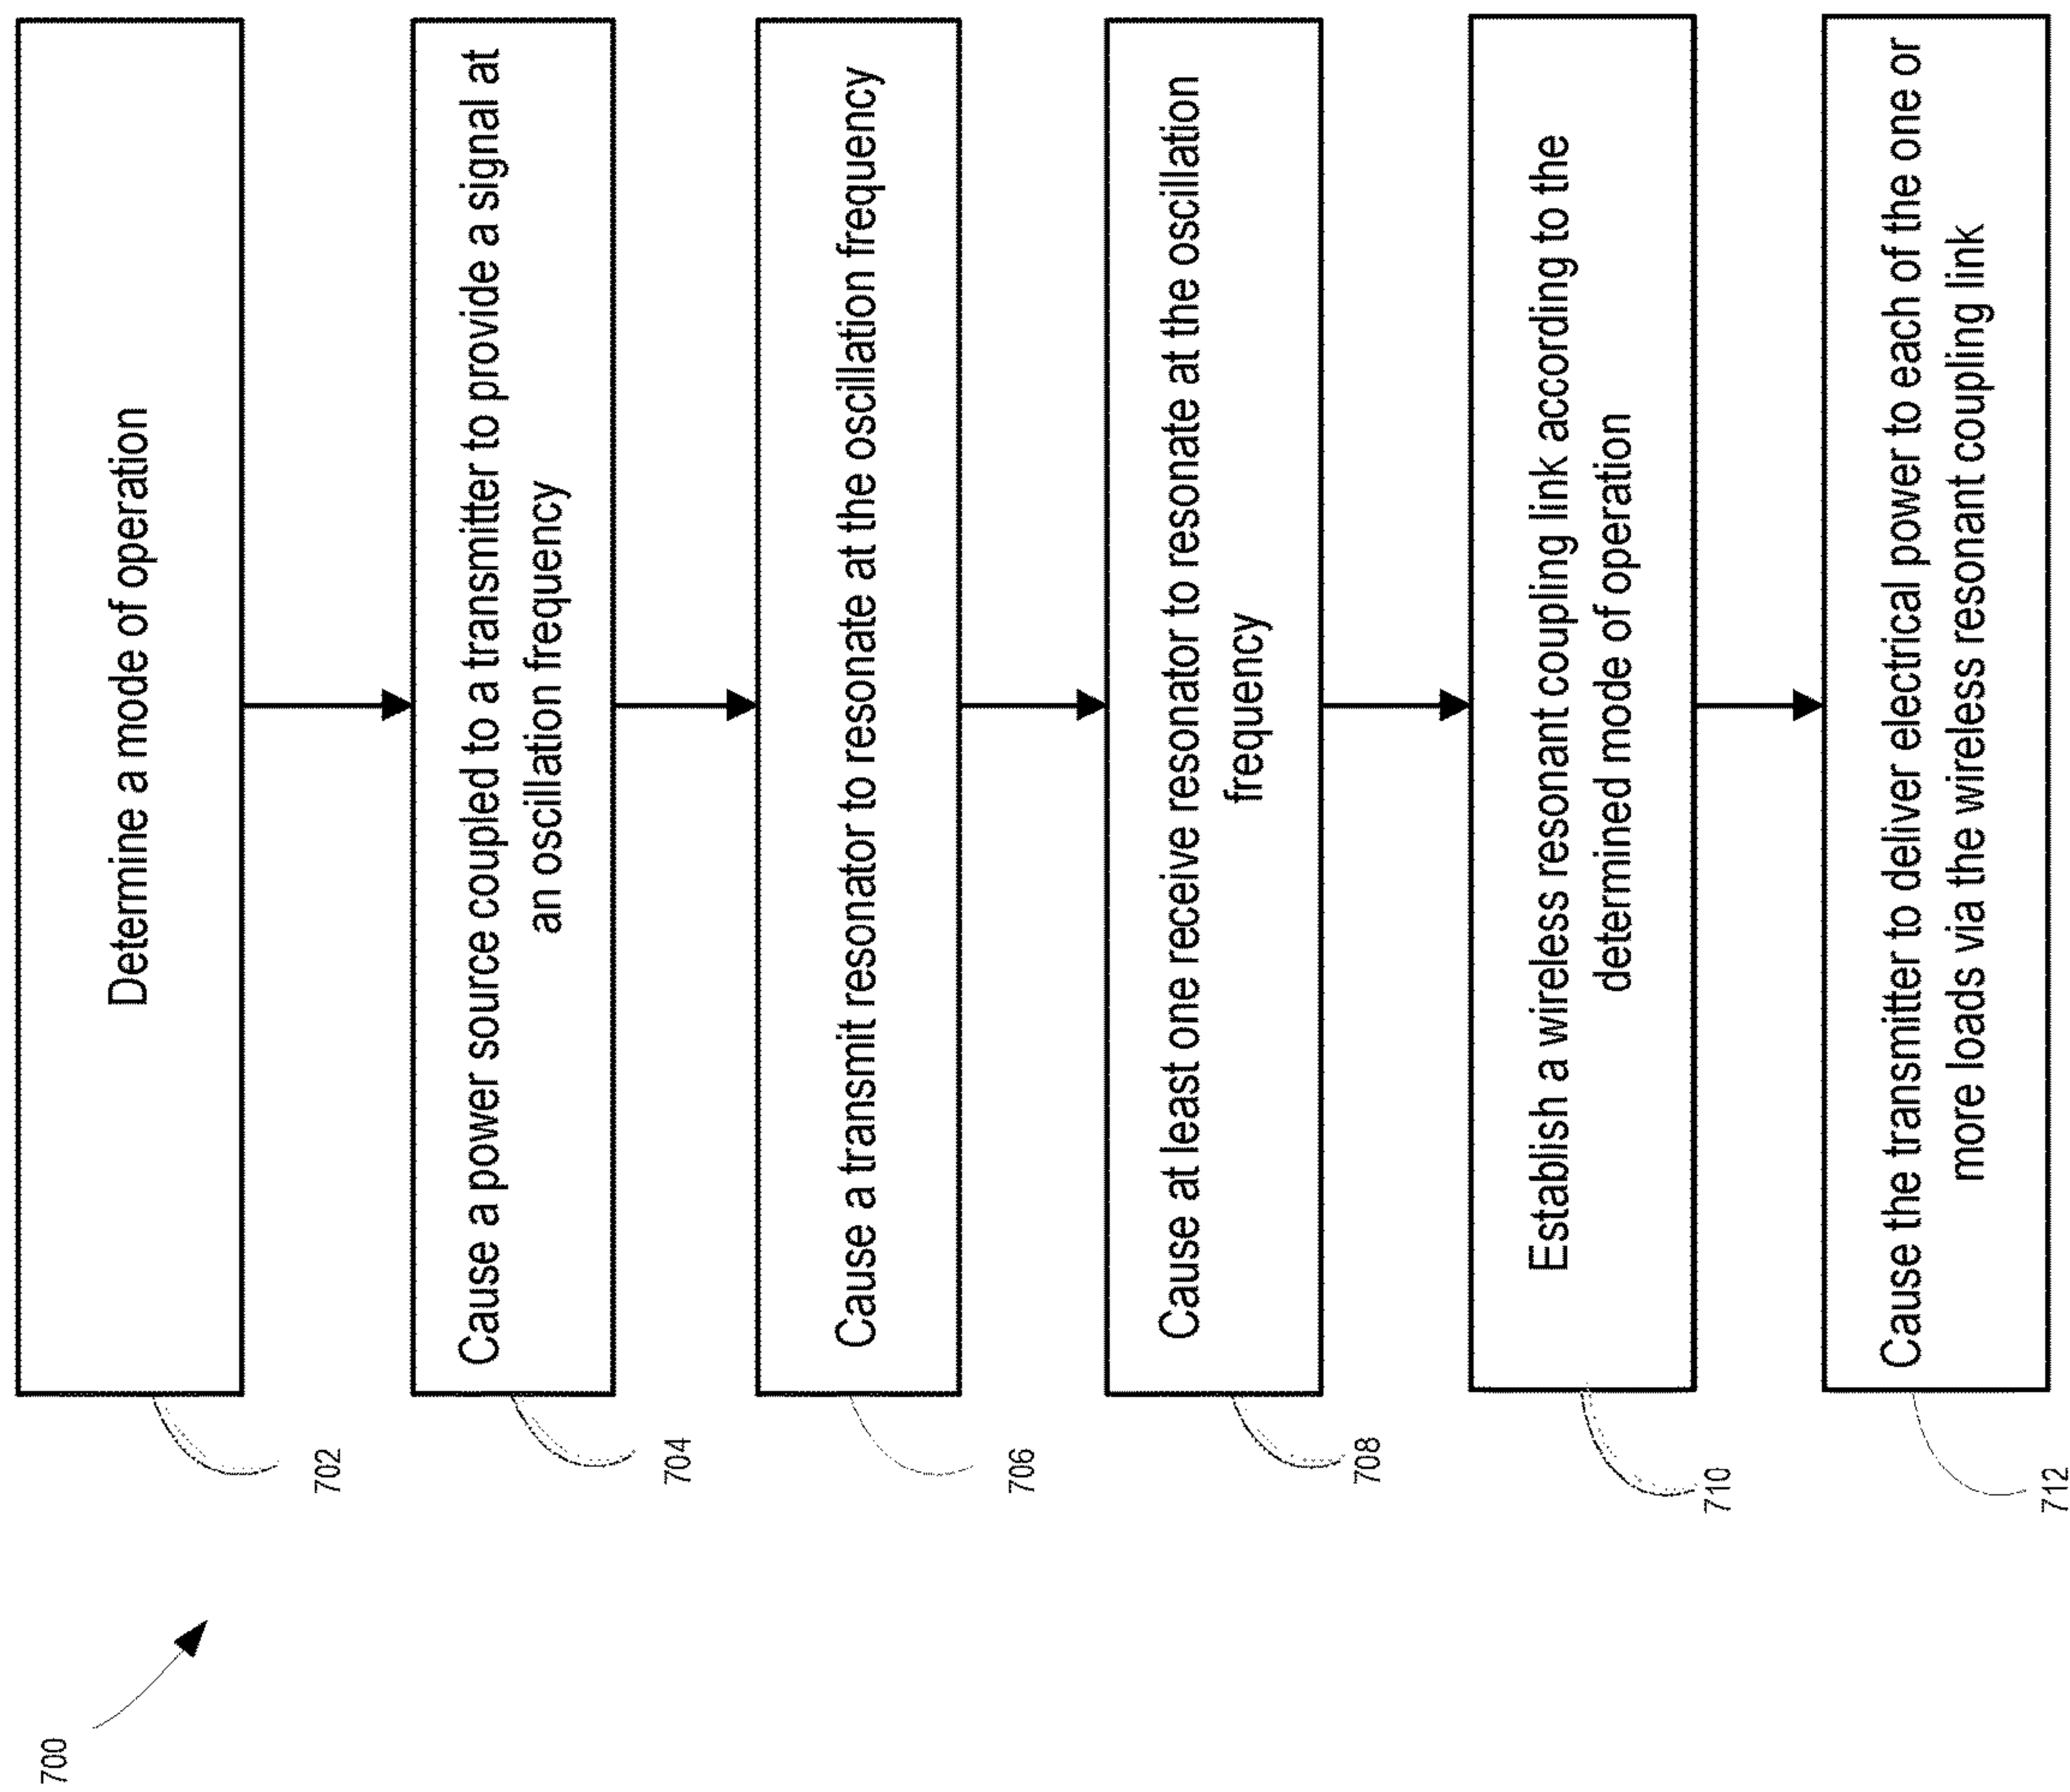 700
702
Determine a mode of operation
704
Cause a power source coupled to a transmitter to provide a signal at
an oscillation frequency
706
Cause a transmit resonator to resonate at the oscillation frequency
708
Cause at least one receive resonator to resonate at the oscillation
frequency
710
Establish a wireless resonant coupling link according to the
determined mode of operation
712
Cause the transmitter to deliver electrical power to each of the one or
more loads via the wireless resonant coupling link